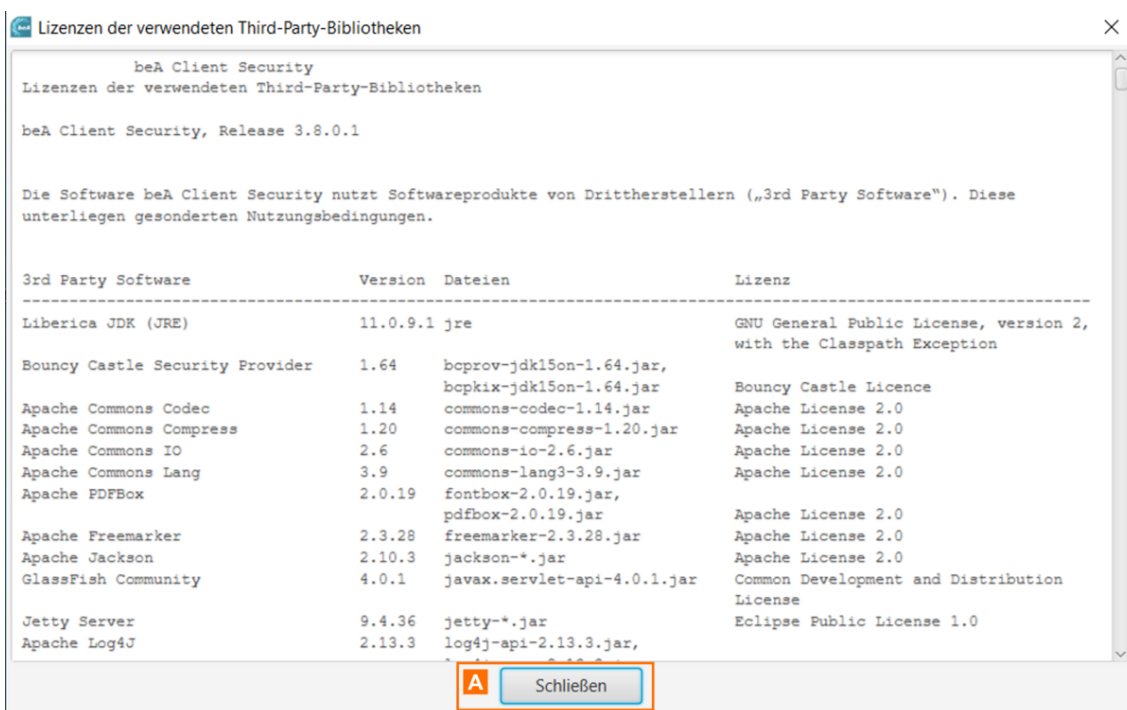 beA Lizenzen der verwendeten Third-Party-Bibliotheken
beA Client Security
Lizenzen der verwendeten Third-Party-Bibliotheken
beA Client Security, Release 3.8.0.1
Die Software beA Client Security nutzt Softwareprodukte von Drittherstellern („3rd Party Software“). Diese
unterliegen gesonderten Nutzungsbedingungen.
3rd Party Software Version Dateien Lizenz
Liberica JDK (JRE) 11.0.9.1 jre GNU General Public License, version 2,
with the Classpath Exception
Bouncy Castle Security Provider 1.64 bcprov-jdk15on-1.64.jar,
bcpkix-jdk15on-1.64.jar Bouncy Castle Licence
Apache Commons Codec 1.14 commons-codec-1.14.jar Apache License 2.0
Apache Commons Compress 1.20 commons-compress-1.20.jar Apache License 2.0
Apache Commons IO 2.6 commons-io-2.6.jar Apache License 2.0
Apache Commons Lang 3.9 commons-lang3-3.9.jar Apache License 2.0
Apache PDFBox 2.0.19 fontbox-2.0.19.jar,
pdfbox-2.0.19.jar Apache License 2.0
Apache Freemarker 2.3.28 freemarker-2.3.28.jar Apache License 2.0
Apache Jackson 2.10.3 jackson-*.jar Apache License 2.0
GlassFish Community 4.0.1 javax.servlet-api-4.0.1.jar Common Development and Distribution
License
Jetty Server 9.4.36 jetty-*.jar Eclipse Public License 1.0
Apache Log4J 2.13.3 log4j-api-2.13.3.jar,
A Schließen